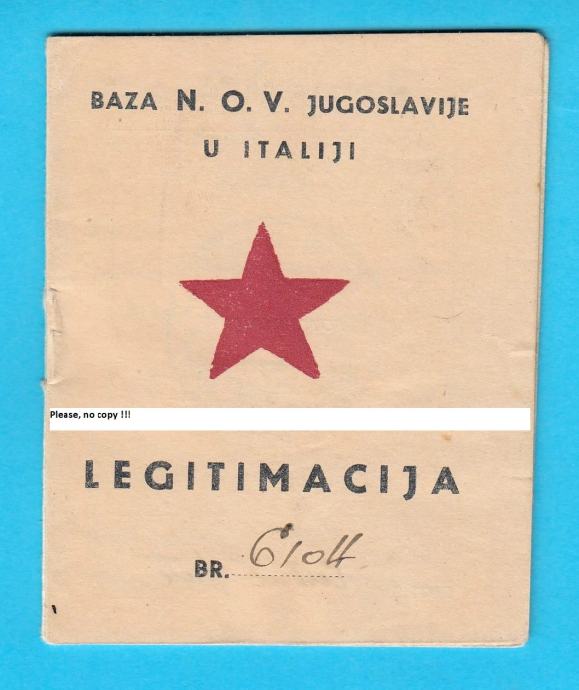 BAZA N. O. V. JUGOSLAVIJE
U ITALIJI
Please, no copy !!!
LEGITIMACIJA
BR. 6104